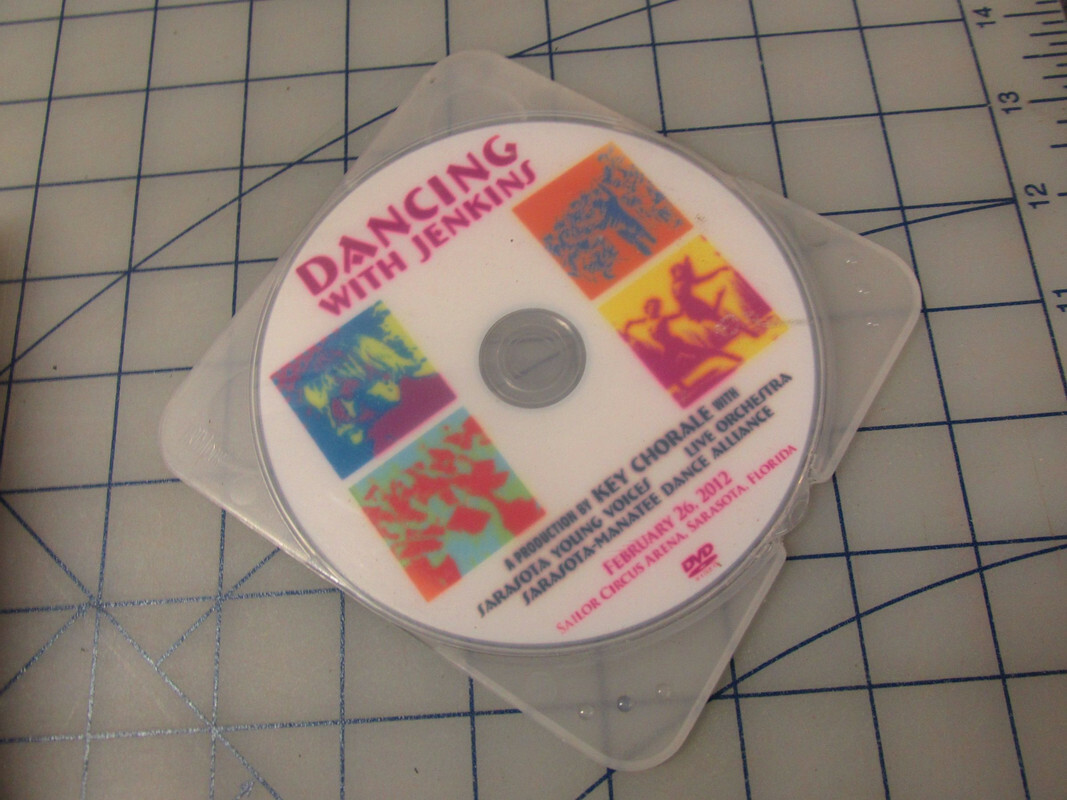 DANCING
WITH JENKINS
A PRODUCTION BY KEY CHORALE WITH
SARASOTA YOUNG VOICES LIVE ORCHESTRA
SARASOTA-MANATEE DANCE ALLIANCE
FEBRUARY 26, 2012
SAILOR CIRCUS ARENA, SARASOTA, FLORIDA
DVD
14
13
12
11